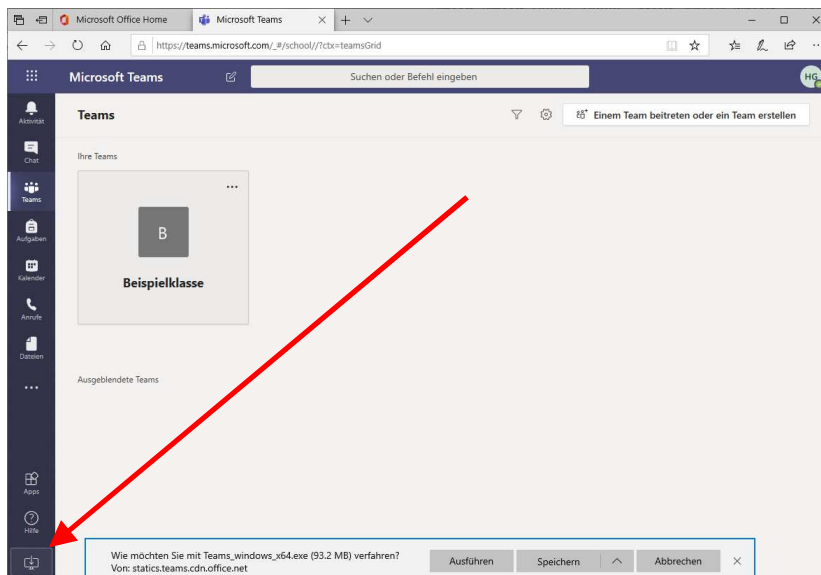 Microsoft Office Home
Microsoft Teams
https://teams.microsoft.com/_#/school//?ctx=teamsGrid
Microsoft Teams
Suchen oder Befehl eingeben
HG
Aktivität
Chat
Teams
Aufgaben
Kalender
Anrufe
Dateien
Apps
Hilfe
Teams
Einem Team beitreten oder ein Team erstellen
Ihre Teams
B
Beispielklasse
Ausgeblendete Teams
Wie möchten Sie mit Teams_windows_x64.exe (93.2 MB) verfahren?
Von: statics.teams.cdn.office.net
Ausführen
Speichern
Abbrechen